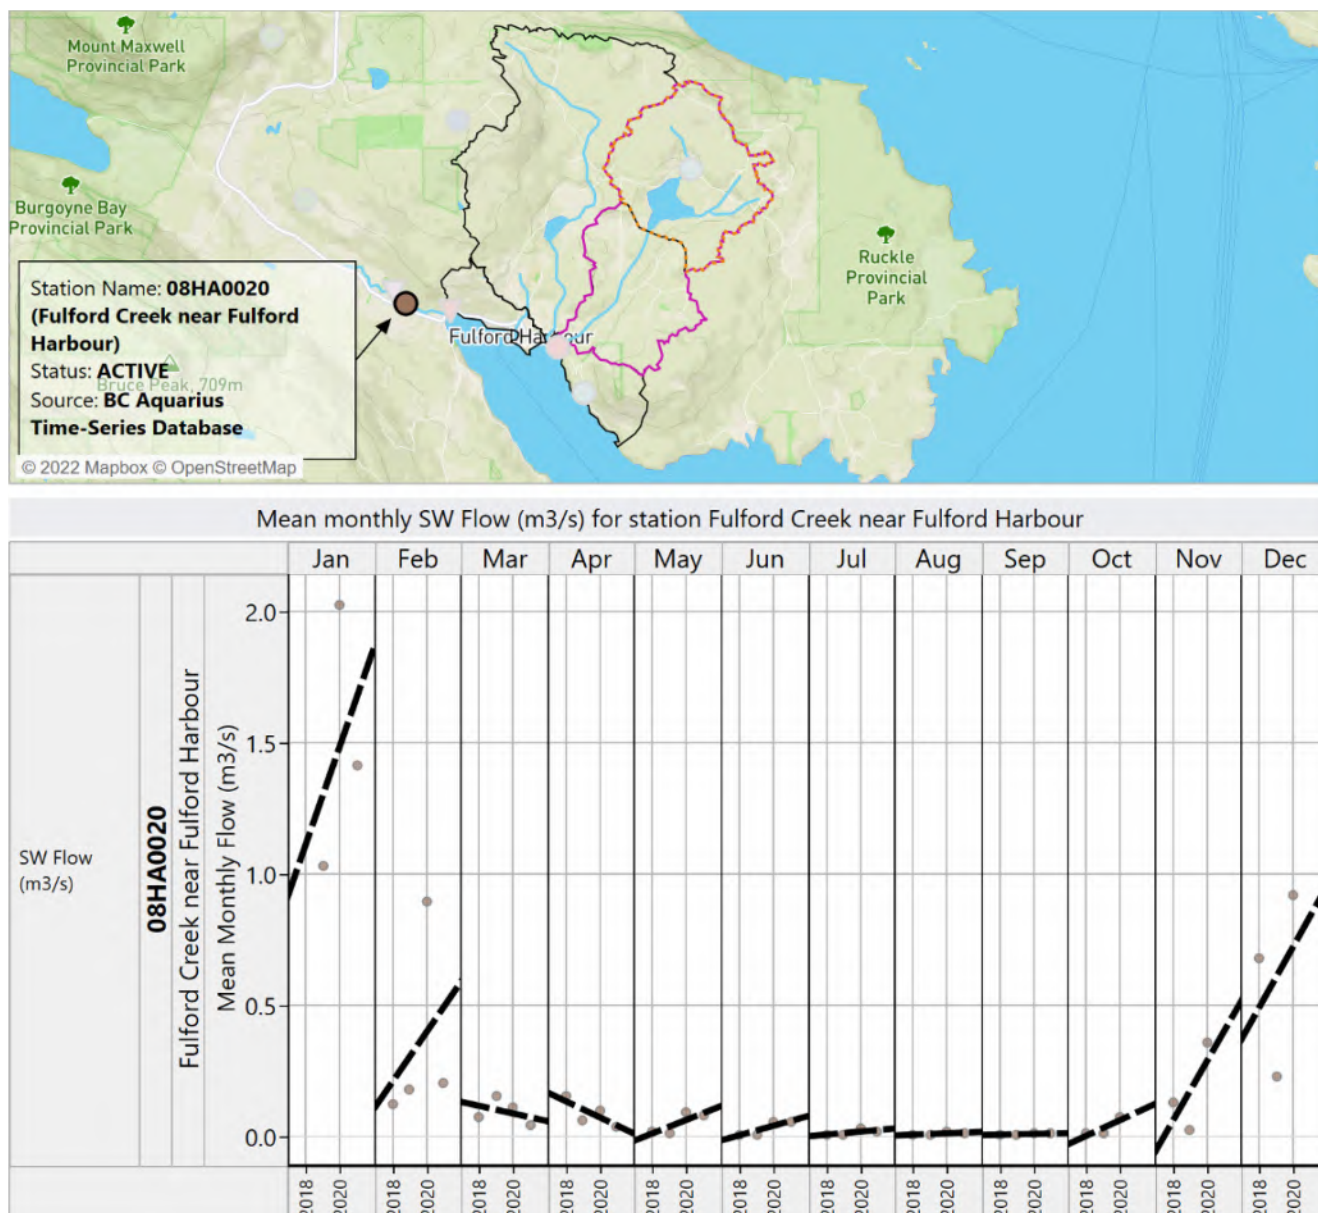 Mount Maxwell
Provincial Park
Burgoyne Bay
Provincial Park
Ruckle
Provincial
Park
Fulford Harbour
Station Name: 08HA0020
(Fulford Creek near Fulford
Harbour)
Status: ACTIVE
Bruce Peak, 709m
Source: BC Aquarius
Time-Series Database
© 2022 Mapbox © OpenStreetMap
Mean monthly SW Flow (m3/s) for station Fulford Creek near Fulford Harbour
Jan Feb Mar Apr May Jun Jul Aug Sep Oct Nov Dec
SW Flow
(m3/s)
08HA0020
Fulford Creek near Fulford Harbour
Mean Monthly Flow (m3/s)
2.0
1.5
1.0
0.5
0.0
2018 2020 2018 2020 2018 2020 2018 2020 2018 2020 2018 2020 2018 2020 2018 2020 2018 2020 2018 2020 2018 2020 2018 2020